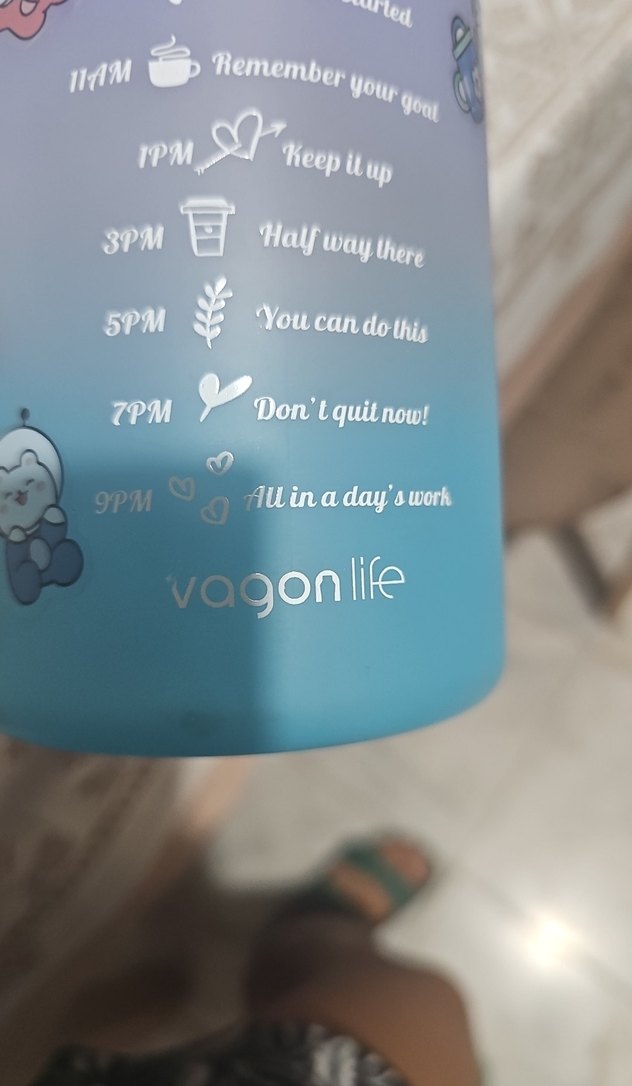 11AM Remember your goal
1PM Keep it up
3PM Half way there
5PM You can do this
7PM Don't quit now!
9PM All in a day's work
vagonlife